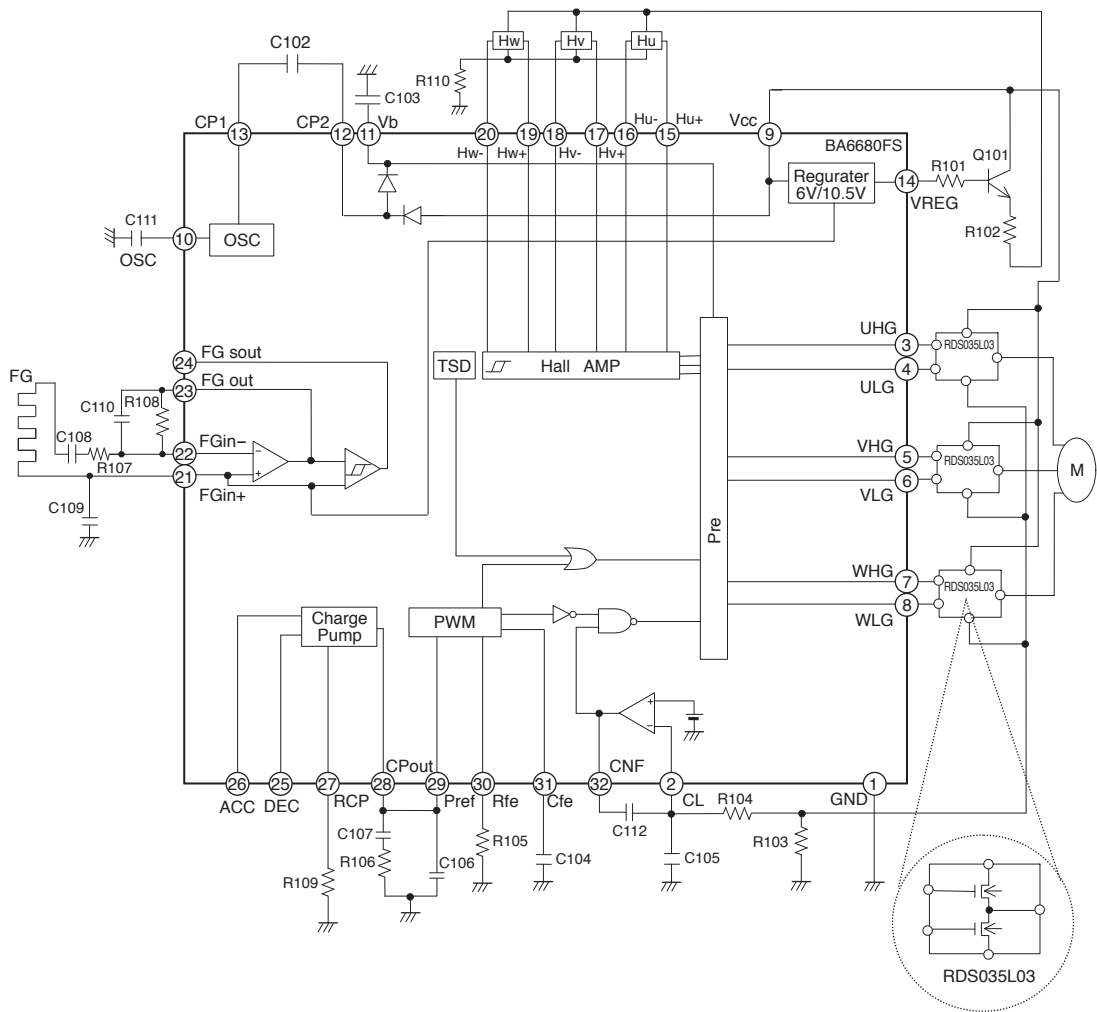 C102
Hw
Hv
Hu
R110
C103
CP1
CP2
Vb
Hu-
Hu+
Vcc
13
12
11
20
19
18
17
16
15
9
Hw-
Hw+
Hv-
Hv+
BA6680FS
Q101
R101
Regurater
6V/10.5V
14
VREG
R102
C111
10
OSC
OSC
UHG
3
RDS035L03
4
ULG
TSD
Hall AMP
24
FG sout
FG
23
FG out
C110
R108
C108
22
FGin−
R107
21
FGin+
C109
VHG
5
RDS035L03
6
VLG
M
Pre
WHG
7
RDS035L03
8
WLG
Charge
Pump
PWM
CPout
CNF
26
25
27
28
29
30
31
32
2
1
ACC
DEC
RCP
Pref
Rfe
Cfe
CL
GND
R104
C112
C107
R106
C106
R105
C104
C105
R103
R109
RDS035L03